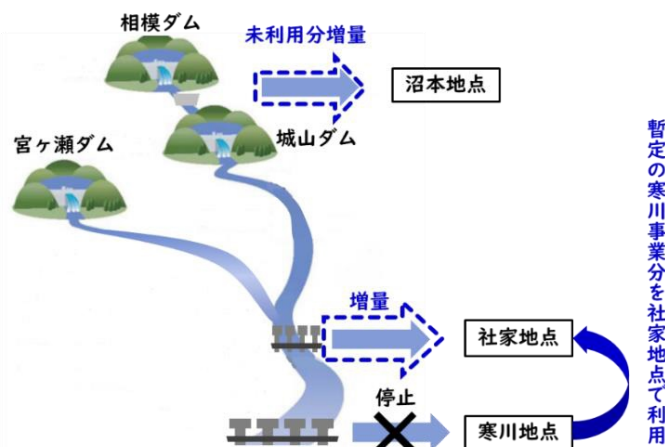 相模ダム
未利用分増量
沼本地点
城山ダム
宮ヶ瀬ダム
増量
社家地点
停止
寒川地点
暫定の寒川事業分を社家地点で利用